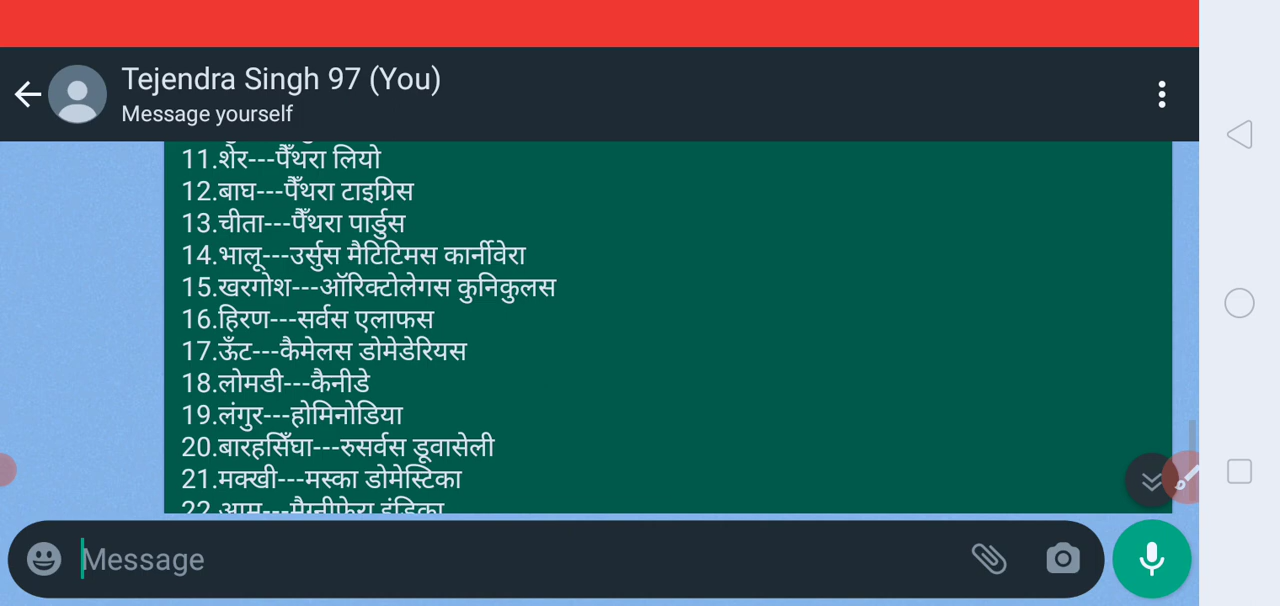 Tejendra Singh 97 (You)
Message yourself
11.शेर---पैँथरा लियो
12.बाघ---पैँथरा टाइग्रिस
13.चीता---पैँथरा पार्डुस
14.भालू---उर्सुस मैटिटिमस कार्नीवेरा
15.खरगोश---ऑरिक्टोलेगस कुनिकुलस
16.हिरण---सर्वस एलाफस
17.ऊँट---कैमेलस डोमेडेरियस
18.लोमडी---कैनीडे
19.लंगुर---होमिनोडिया
20.बारहसिँघा---रुसर्वस डूवासेली
21.मक्खी---मस्का डोमेस्टिका
22.आम---मैग्नीफेरा इंडिका
Message